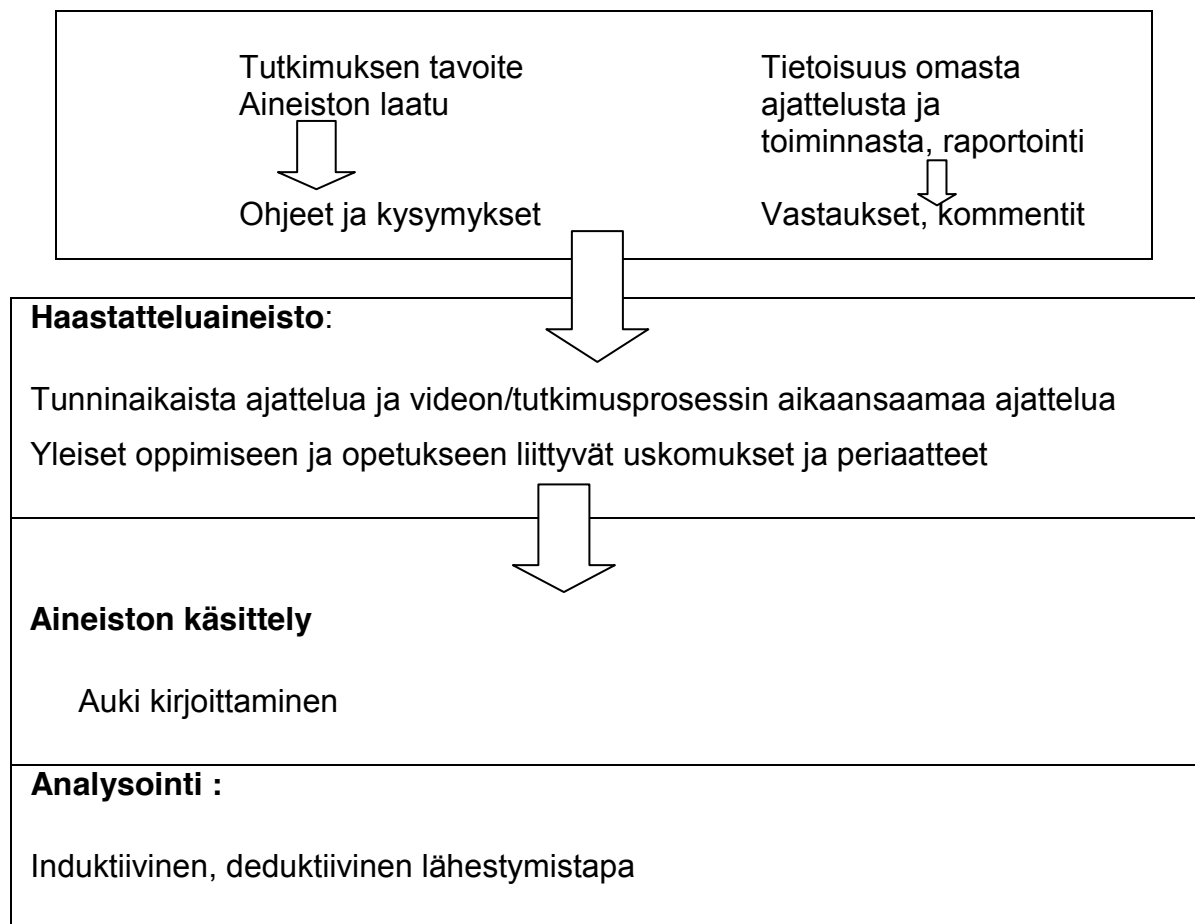 Tutkimuksen tavoite
Aineiston laatu
Ohjeet ja kysymykset
Tietoisuus omasta
ajattelusta ja
toiminnasta, raportointi
Vastaukset, kommentit
Haastatteluaineisto:
Tunninaikaista ajattelua ja videon/tutkimusprosessin aikaansaamaa ajattelua
Yleiset oppimiseen ja opetukseen liittyvät uskomukset ja periaatteet
Aineiston käsittely
Auki kirjoittaminen
Analysointi :
Induktiivinen, deduktiivinen lähestymistapa